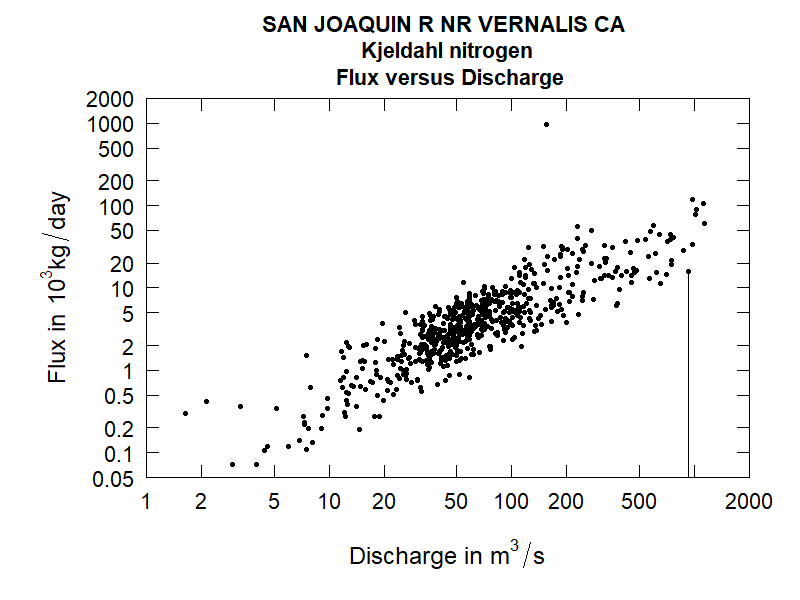 SAN JOAQUIN R NR VERNALIS CA
Kjeldahl nitrogen
Flux versus Discharge
2000
1000
500
200
100
50
20
10
5
2
1
0.5
0.2
0.1
0.05
Flux in 10³kg/day
1 2 5 10 20 50 100 200 500 2000
Discharge in m³/s